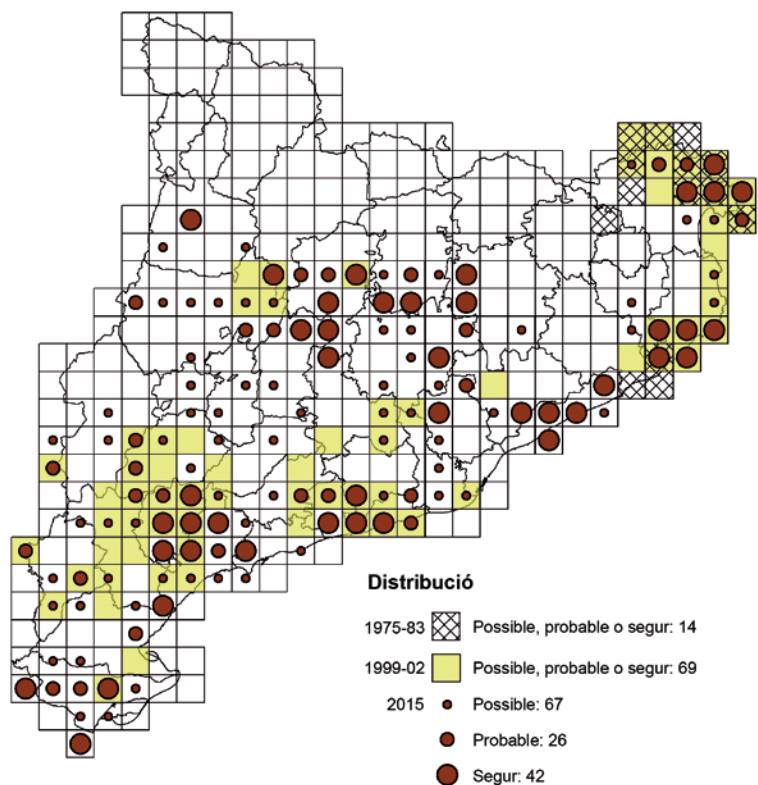 Distribució
1975-83 Possible, probable o segur: 14
1999-02 Possible, probable o segur: 69
2015 Possible: 67
Probable: 26
Segur: 42